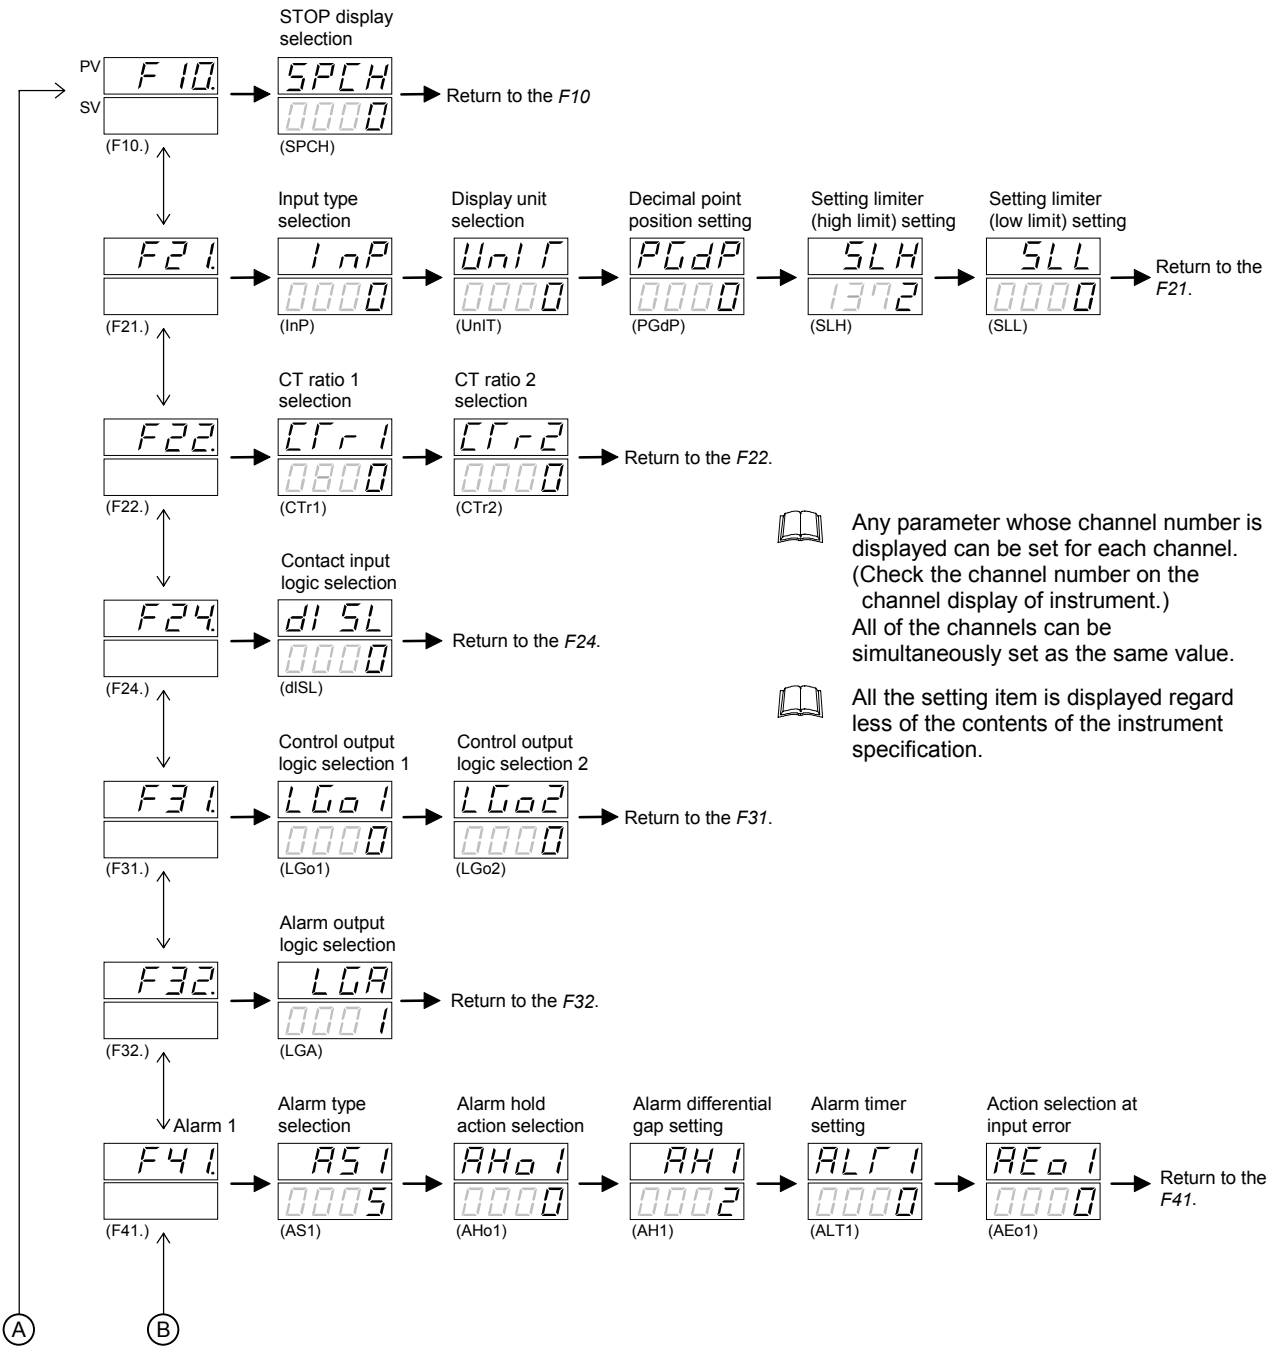 STOP display
selection
PV
F 10.
SPCH
SV
0000
Return to the F10
(F10.)
(SPCH)
Input type
selection
Display unit
selection
Decimal point
position setting
Setting limiter
(high limit) setting
Setting limiter
(low limit) setting
F21.
InP
UnIT
PGdP
SLH
SLL
0000
0000
0000
1372
0000
Return to the
F21.
(F21.)
(InP)
(UnIT)
(PGdP)
(SLH)
(SLL)
CT ratio 1
selection
CT ratio 2
selection
F22.
CTr1
CTr2
0800
0000
Return to the F22.
(F22.)
(CTr1)
(CTr2)
Any parameter whose channel number is
displayed can be set for each channel.
(Check the channel number on the
channel display of instrument.)
All of the channels can be
simultaneously set as the same value.
Contact input
logic selection
F24.
dISL
0000
Return to the F24.
(F24.)
(dISL)
All the setting item is displayed regard
less of the contents of the instrument
specification.
Control output
logic selection 1
Control output
logic selection 2
F31.
LGo1
LGo2
0000
0000
Return to the F31.
(F31.)
(LGo1)
(LGo2)
Alarm output
logic selection
F32.
LGA
0001
Return to the F32.
(F32.)
(LGA)
Alarm 1
Alarm type
selection
Alarm hold
action selection
Alarm differential
gap setting
Alarm timer
setting
Action selection at
input error
F41.
AS1
AHo1
AH1
ALT1
AEo1
0005
0000
0002
0000
0000
Return to the
F41.
(F41.)
(AS1)
(AHo1)
(AH1)
(ALT1)
(AEo1)
A
B